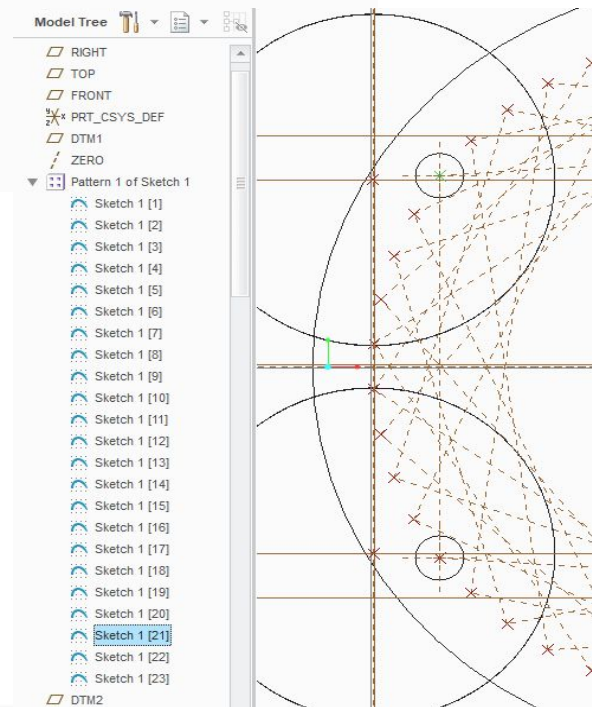 Model Tree
RIGHT
TOP
FRONT
PRT_CSYS_DEF
DTM1
ZERO
Pattern 1 of Sketch 1
Sketch 1 [1]
Sketch 1 [2]
Sketch 1 [3]
Sketch 1 [4]
Sketch 1 [5]
Sketch 1 [6]
Sketch 1 [7]
Sketch 1 [8]
Sketch 1 [9]
Sketch 1 [10]
Sketch 1 [11]
Sketch 1 [12]
Sketch 1 [13]
Sketch 1 [14]
Sketch 1 [15]
Sketch 1 [16]
Sketch 1 [17]
Sketch 1 [18]
Sketch 1 [19]
Sketch 1 [20]
Sketch 1 [21]
Sketch 1 [22]
Sketch 1 [23]
DTM2